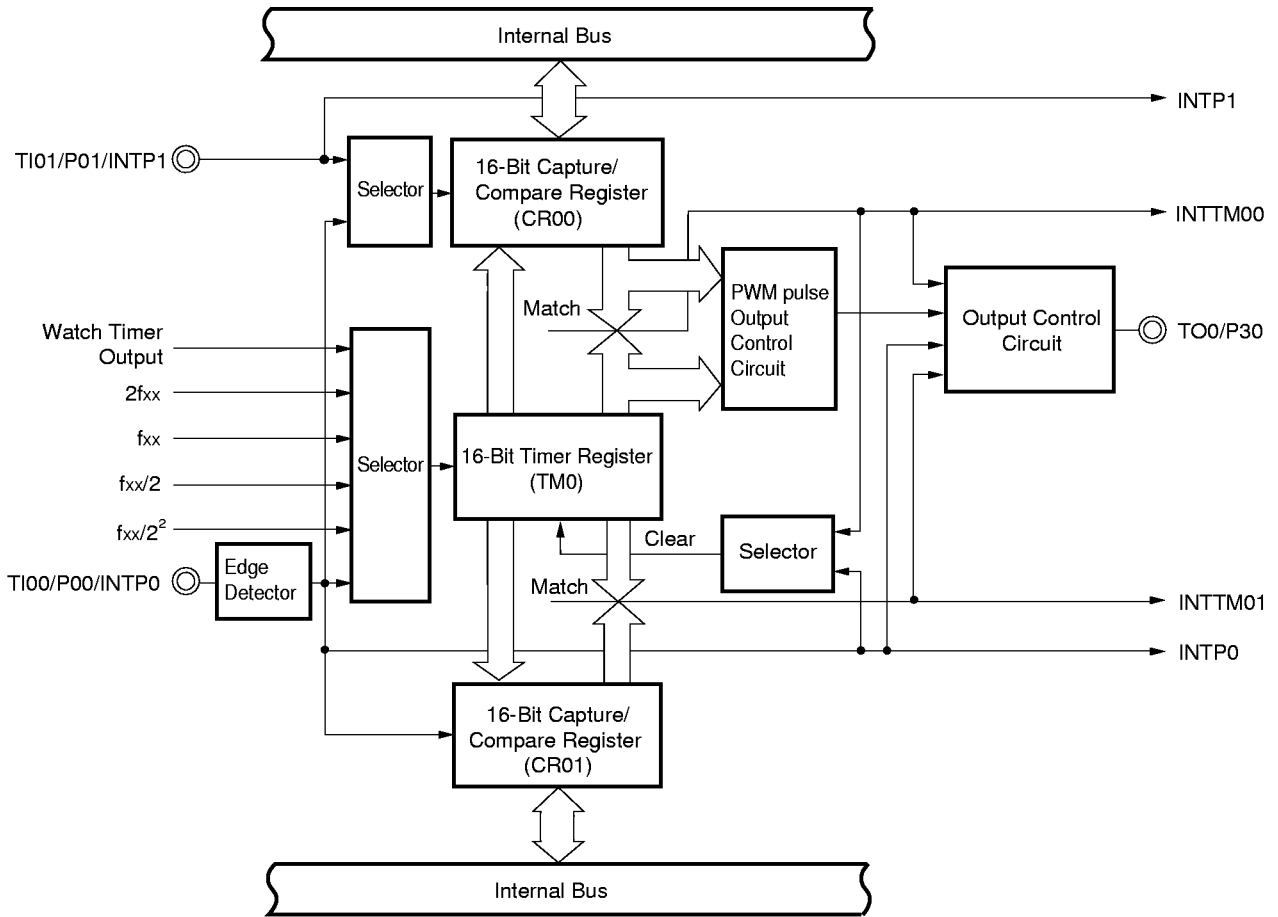 Internal Bus
INTP1
TI01/P01/INTP1
Selector
16-Bit Capture/
Compare Register
(CR00)
INTTM00
Match
PWM pulse
Output
Control
Circuit
Output Control
Circuit
TO0/P30
Watch Timer
Output
2fxx
fxx
fxx/2
fxx/2²
Selector
16-Bit Timer Register
(TM0)
Clear
Selector
TI00/P00/INTP0
Edge
Detector
Match
INTTM01
INTP0
16-Bit Capture/
Compare Register
(CR01)
Internal Bus